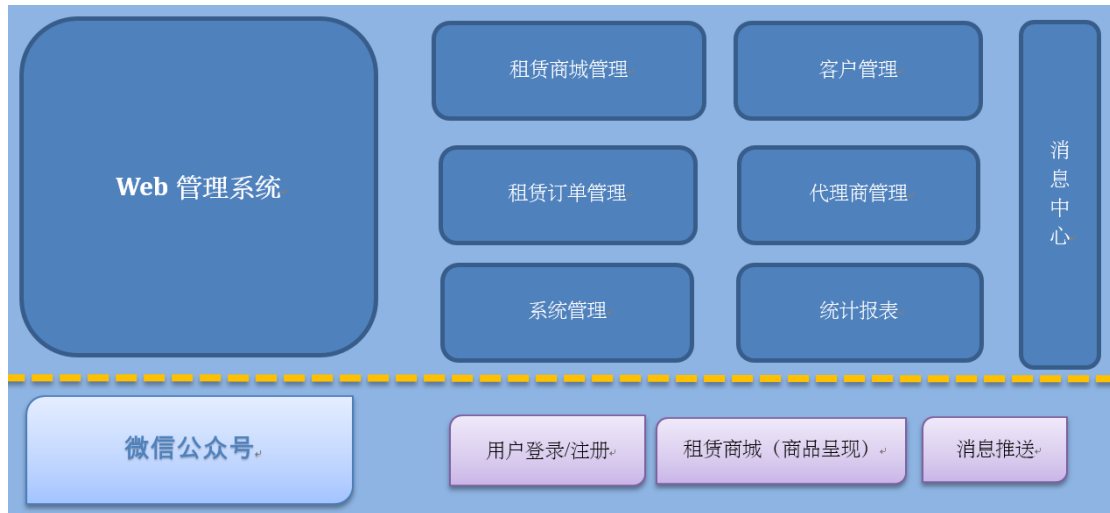 Web 管理系统
租赁商城管理
客户管理
租赁订单管理
代理商管理
系统管理
统计报表
消
息
中
心
微信公众号
用户登录/注册
租赁商城（商品呈现）
消息推送